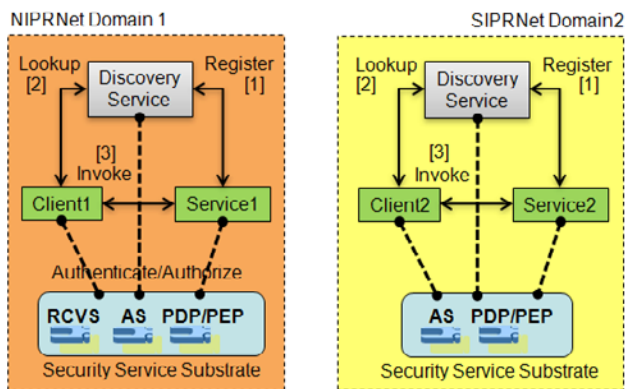 NIPRNet Domain 1
Lookup
[2]
Discovery
Service
Register
[1]
[3]
Invoke
Client1
Service1
Authenticate/Authorize
RCVS AS PDP/PEP
Security Service Substrate
SIPRNet Domain2
Lookup
[2]
Discovery
Service
Register
[1]
[3]
Invoke
Client2
Service2
AS PDP/PEP
Security Service Substrate